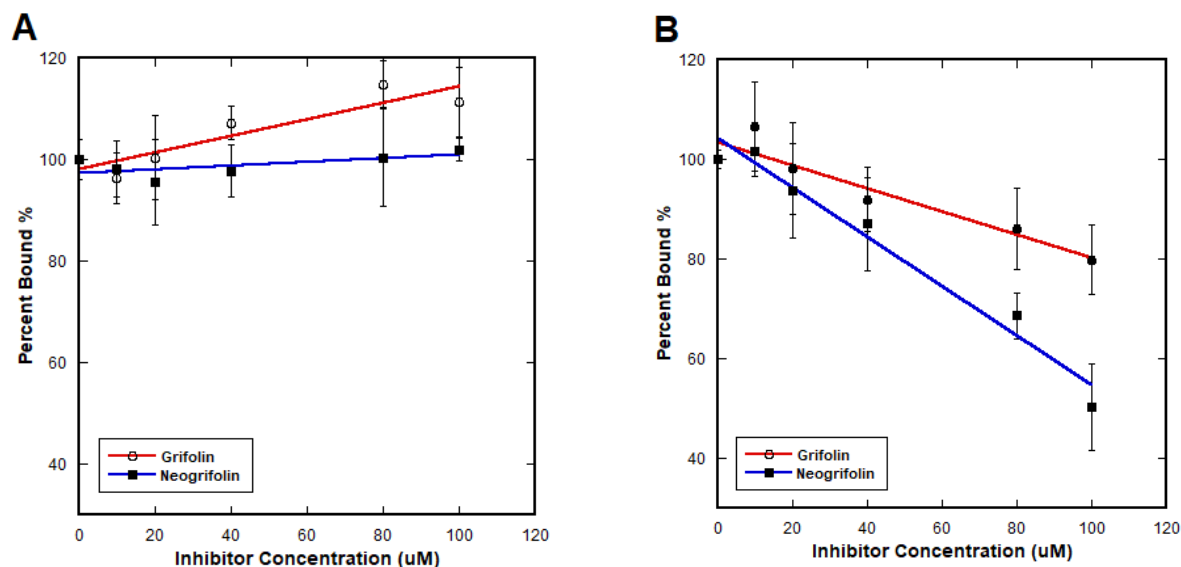 A
120
100
80
60
40
0 20 40 60 80 100 120
Percent Bound %
Inhibitor Concentration (uM)
Grifolin
Neogrifolin
B
120
100
80
60
40
0 20 40 60 80 100 120
Percent Bound %
Inhibitor Concentration (uM)
Grifolin
Neogrifolin